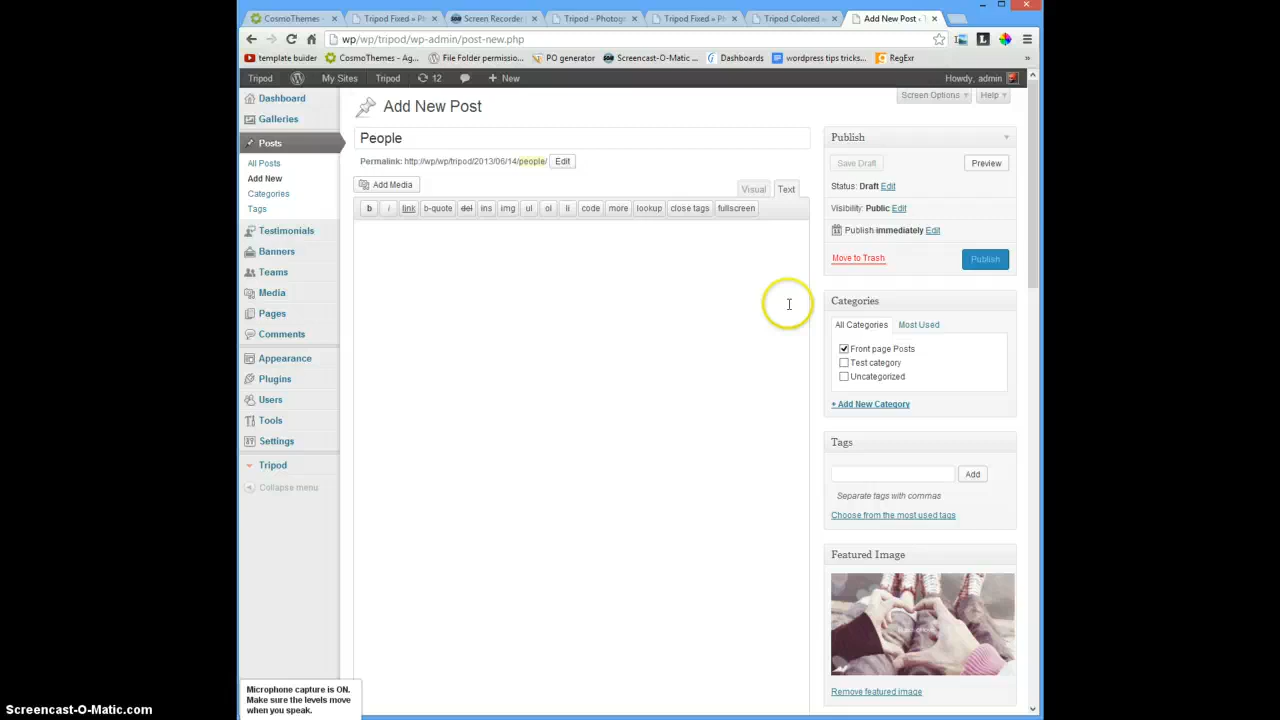 CosmoThemes -
Tripod Fixed » Ph
Screen Recorder
Tripod - Photog
Tripod Fixed » Ph
Tripod Colored »
Add New Post ‹
wp/wp/tripod/wp-admin/post-new.php
template buider
CosmoThemes - Ag...
File Folder permissio...
PO generator
Screencast-O-Matic ...
Dashboards
wordpress tips tricks...
RegExr
»
Tripod
My Sites
Tripod
12
+ New
Howdy, admin
Screen Options
Help
Dashboard
Galleries
Posts
All Posts
Add New
Categories
Tags
Testimonials
Banners
Teams
Media
Pages
Comments
Appearance
Plugins
Users
Tools
Settings
Tripod
Collapse menu
Add New Post
People
Permalink: http://wp/wp/tripod/2013/06/14/people/ Edit
Add Media
Visual
Text
b i link b-quote del ins img ul ol li code more lookup close tags fullscreen
Publish
Save Draft
Preview
Status: Draft Edit
Visibility: Public Edit
Publish immediately Edit
Move to Trash
Publish
Categories
All Categories
Most Used
Front page Posts
Test category
Uncategorized
+ Add New Category
Tags
Add
Separate tags with commas
Choose from the most used tags
Featured Image
Remove featured image
Microphone capture is ON.
Make sure the levels move
when you speak.
Screencast-O-Matic.com